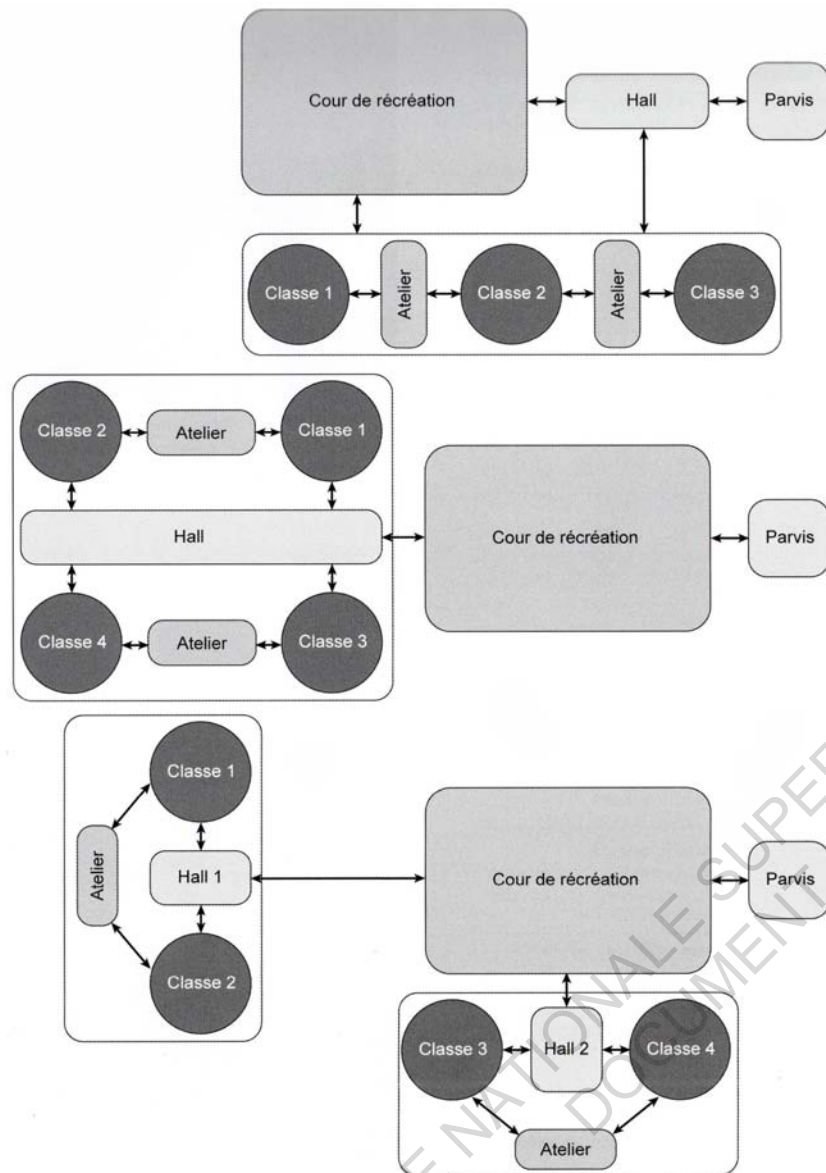 Cour de récréation
Hall
Parvis
Classe 1
Atelier
Classe 2
Atelier
Classe 3
Classe 2
Atelier
Classe 1
Hall
Cour de récréation
Parvis
Classe 4
Atelier
Classe 3
Classe 1
Atelier
Hall 1
Classe 2
Cour de récréation
Parvis
Classe 3
Hall 2
Classe 4
Atelier
NATIONALE
DOCUMENT